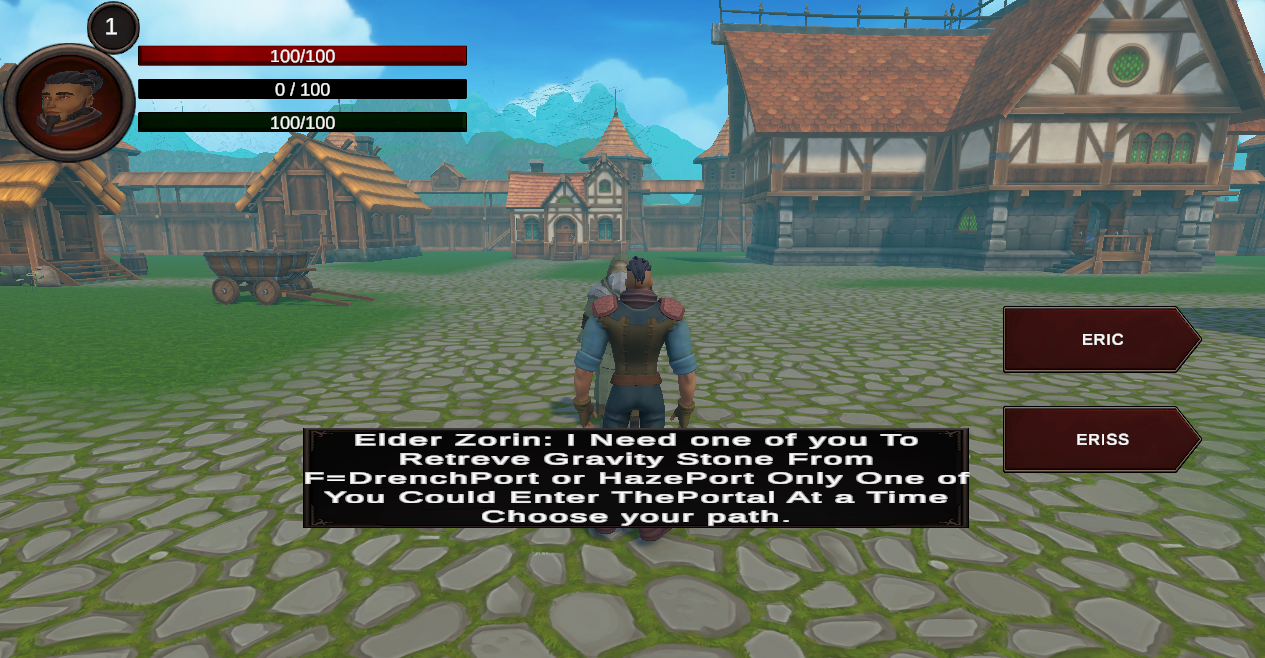 1
100/100
0 / 100
100/100
ERIC
ERISS
Elder Zorin: I Need one of you To
Retreve Gravity Stone From
F=DrenchPort or HazePort Only One of
You Could Enter ThePortal At a Time
Choose your path.